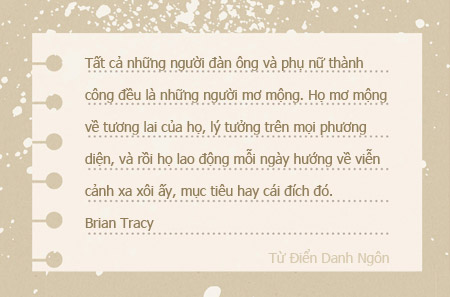 Tất cả những người đàn ông và phụ nữ thành
công đều là những người mơ mộng. Họ mơ mộng
về tương lai của họ, lý tưởng trên mọi phương
diện, và rồi họ lao động mỗi ngày hướng về viễn
cảnh xa xôi ấy, mục tiêu hay cái đích đó.
Brian Tracy
Từ Điển Danh Ngôn